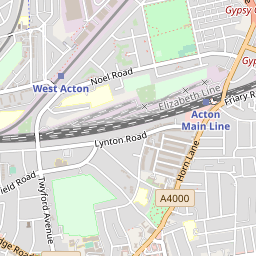 Gypsy C
Noel Road
West Acton
Elizabeth Line
Acton
Main Line
Friary R
Gyp
Lynton Road
Horn Lane
field Road
Twyford Avenue
A4000
dge Road